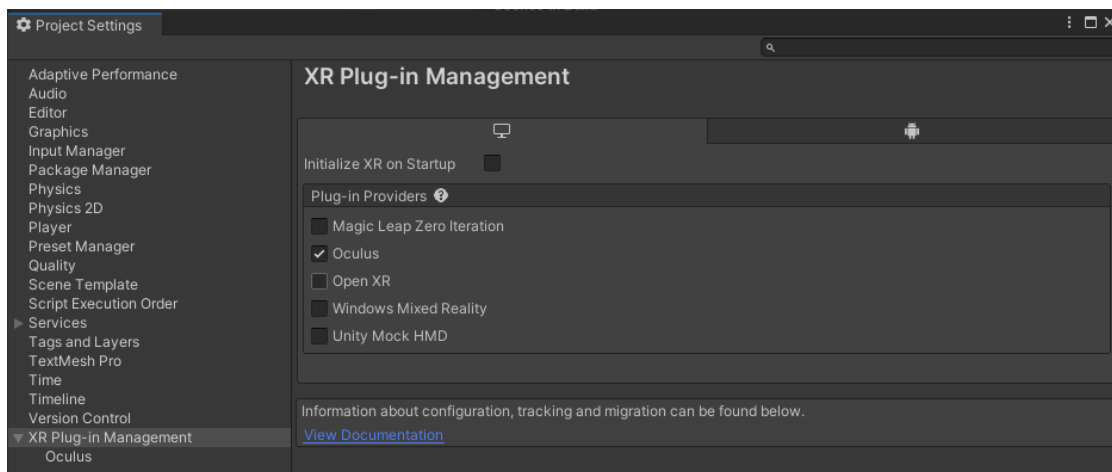 Project Settings
Adaptive Performance
Audio
Editor
Graphics
Input Manager
Package Manager
Physics
Physics 2D
Player
Preset Manager
Quality
Scene Template
Script Execution Order
Services
Tags and Layers
TextMesh Pro
Time
Timeline
Version Control
XR Plug-in Management
Oculus
XR Plug-in Management
Initialize XR on Startup
Plug-in Providers
Magic Leap Zero Iteration
Oculus
Open XR
Windows Mixed Reality
Unity Mock HMD
Information about configuration, tracking and migration can be found below.
View Documentation